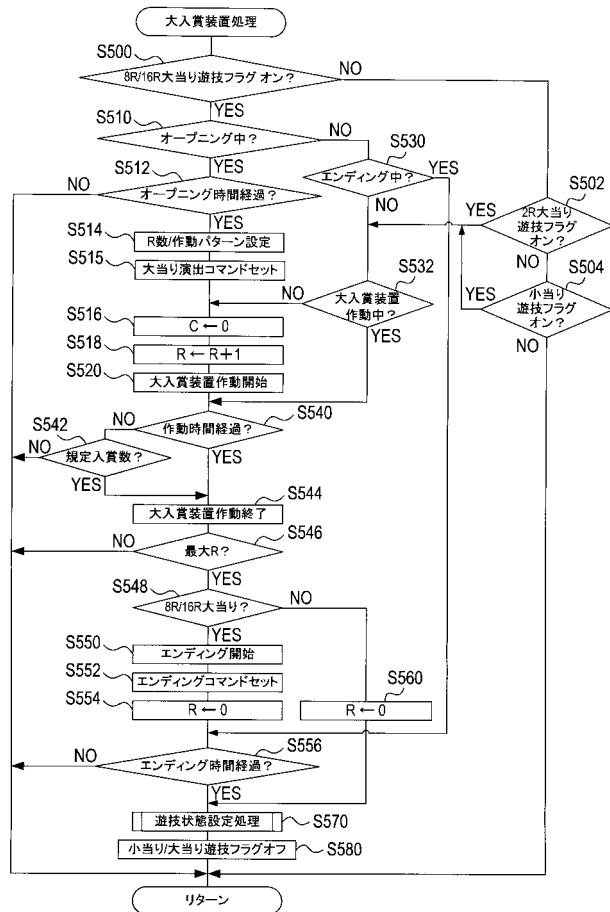 大入賞装置処理
S500
8R/16R大当り遊技フラグ オン？
NO
YES
S510
オープニング中？
NO
YES
S530
エンディング中？
YES
NO
S512
NO
オープニング時間経過？
YES
S502
YES
2R大当り
遊技フラグ
オン？
NO
S514
R数/作動パターン設定
S515
大当り演出コマンドセット
S504
YES
小当り
遊技フラグ
オン？
NO
S532
NO
大入賞装置
作動中？
YES
S516
C ← 0
S518
R ← R＋1
S520
大入賞装置作動開始
S540
NO
作動時間経過？
YES
S542
NO
規定入賞数？
YES
S544
大入賞装置作動終了
S546
NO
最大R？
YES
S548
8R/16R大当り？
NO
YES
S550
エンディング開始
S552
エンディングコマンドセット
S554
R ← 0
S560
R ← 0
S556
NO
エンディング時間経過？
YES
遊技状態設定処理
S570
小当り/大当り遊技フラグオフ
S580
リターン